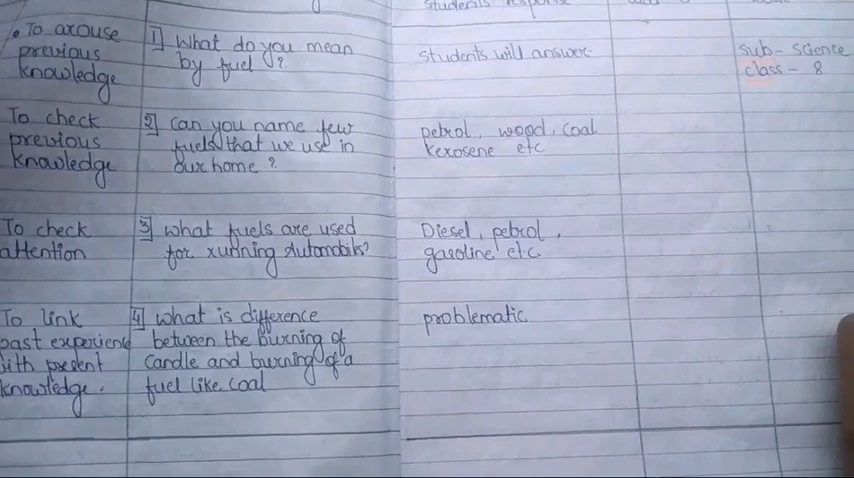 students response
• To arouse
previous
knowledge
1] What do you mean
by fuel ?
students will answer
sub - science
class - 8
To check
previous
knowledge
2] can you name few
fuels that we use in
our home ?
petrol, wood, coal
kerosene etc
To check
attention
3] what fuels are used
for running automobiles?
Diesel, petrol,
gasoline etc.
To link
past experience
with present
knowledge.
4] what is difference
between the burning of
candle and burning of a
fuel like coal
problematic